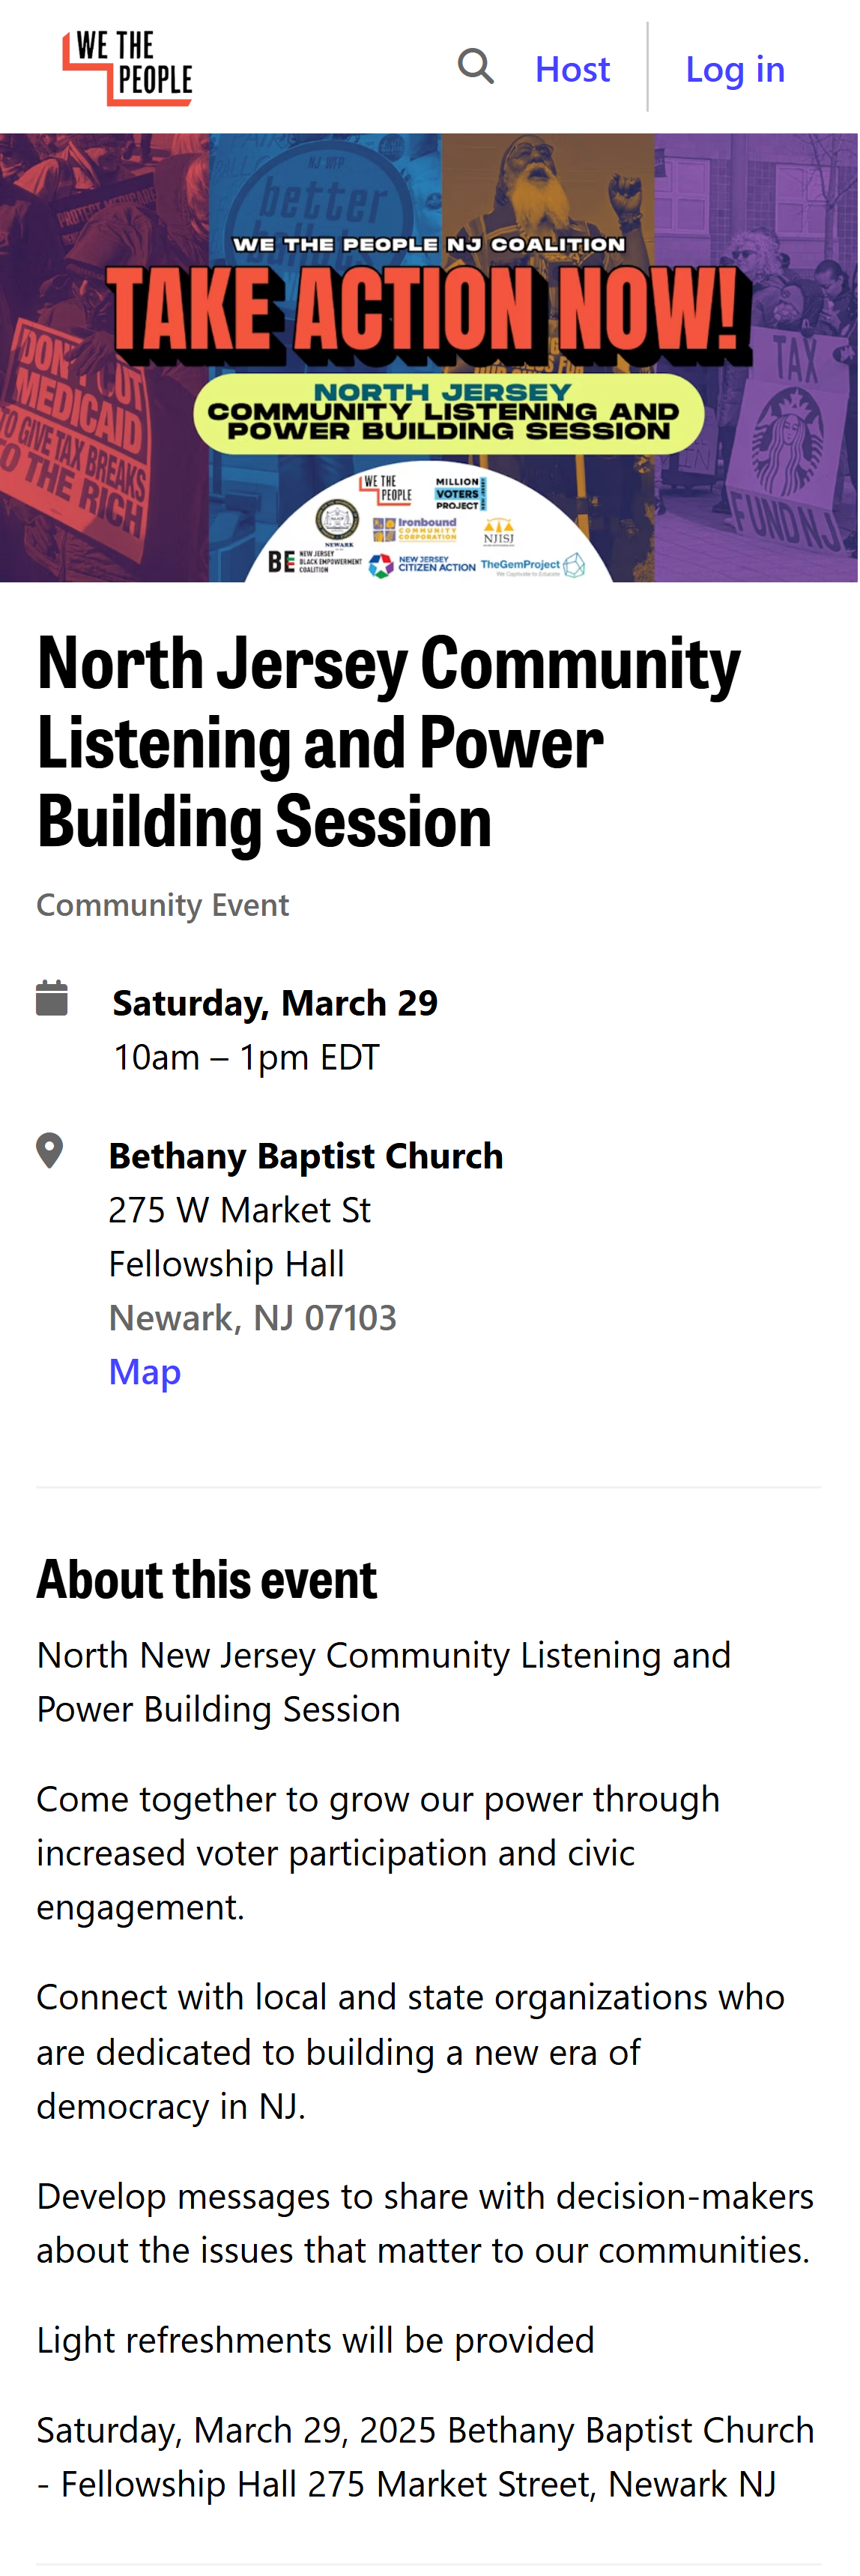 WE THE
PEOPLE
Host
Log in
PROTECT MEDICARE
NJ WFP
better
WE THE PEOPLE NJ COALITION
TAKE ACTION NOW!
NORTH JERSEY
COMMUNITY LISTENING AND
POWER BUILDING SESSION
MEDICAID
TO GIVE TAX BREAKS
TO THE RICH
TAX
WE THE
PEOPLE
MILLION
VOTERS
PROJECT
NEWARK
Ironbound
COMMUNITY
CORPORATION
NJISJ
BE
NEW JERSEY
BLACK EMPOWERMENT
COALITION
NEW JERSEY
CITIZEN ACTION
TheGemProject
We Captivate to Educate
North Jersey Community
Listening and Power
Building Session
Community Event
Saturday, March 29
10am – 1pm EDT
Bethany Baptist Church
275 W Market St
Fellowship Hall
Newark, NJ 07103
Map
About this event
North New Jersey Community Listening and
Power Building Session
Come together to grow our power through
increased voter participation and civic
engagement.
Connect with local and state organizations who
are dedicated to building a new era of
democracy in NJ.
Develop messages to share with decision-makers
about the issues that matter to our communities.
Light refreshments will be provided
Saturday, March 29, 2025 Bethany Baptist Church
- Fellowship Hall 275 Market Street, Newark NJ